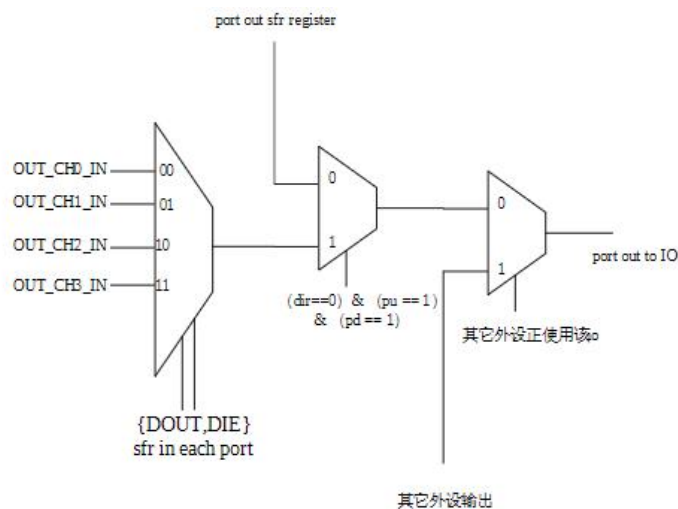 port out sfr register
OUT_CH0_IN
00
OUT_CH1_IN
01
OUT_CH2_IN
10
OUT_CH3_IN
11
0
1
0
1
port out to IO
(dir==0) & (pu == 1)
& (pd == 1)
其它外设正使用该io
{DOUT,DIE}
sfr in each port
其它外设输出